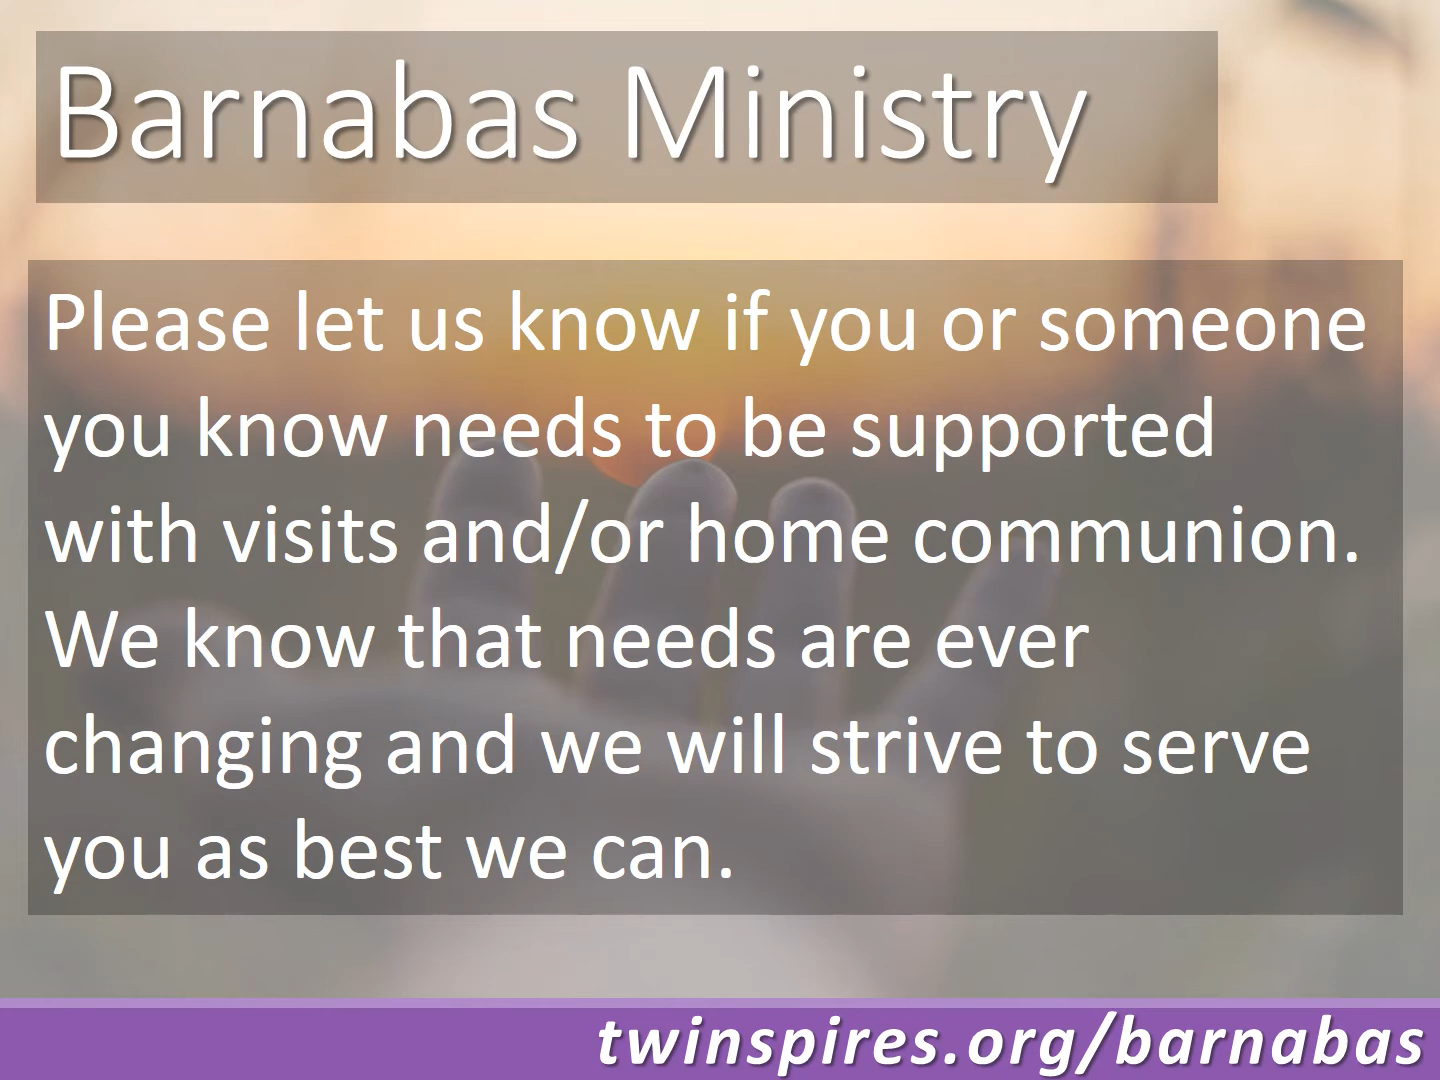 Barnabas Ministry
Please let us know if you or someone
you know needs to be supported
with visits and/or home communion.
We know that needs are ever
changing and we will strive to serve
you as best we can.
twinspires.org/barnabas